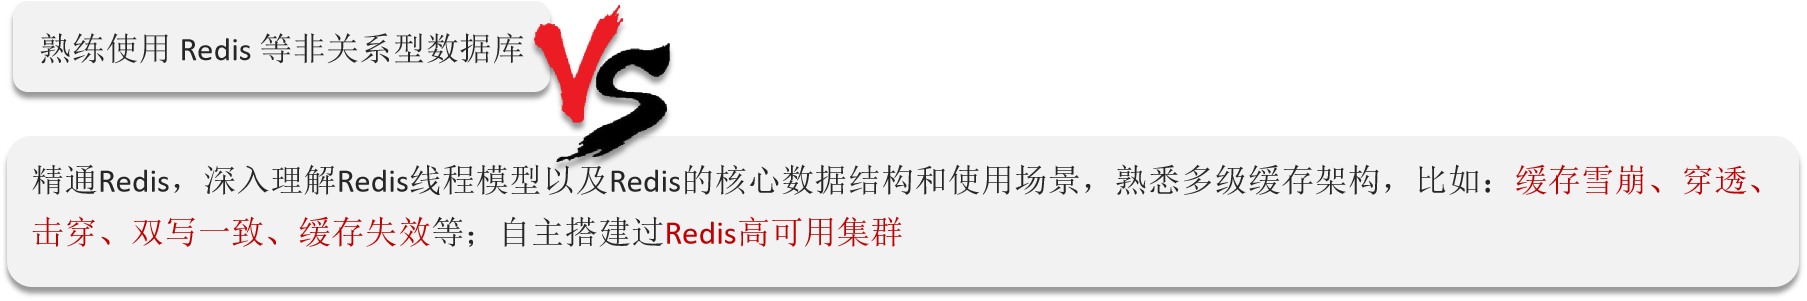 熟练使用 Redis 等非关系型数据库
VS
精通Redis，深入理解Redis线程模型以及Redis的核心数据结构和使用场景，熟悉多级缓存架构，比如：缓存雪崩、穿透、
击穿、双写一致、缓存失效等；自主搭建过Redis高可用集群